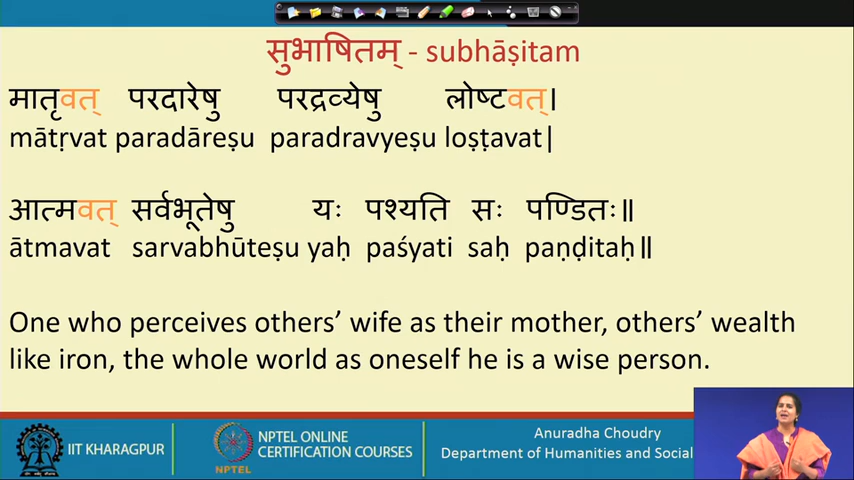 सुभाषितम् - subhāṣitam
मातृवत् परदारेषु परद्रव्येषु लोष्टवत्।
mātṛvat paradāreṣu paradravyeṣu loṣṭavat|
आत्मवत् सर्वभूतेषु यः पश्यति सः पण्डितः॥
ātmavat sarvabhūteṣu yaḥ paśyati saḥ paṇḍitaḥ॥
One who perceives others’ wife as their mother, others’ wealth
like iron, the whole world as oneself he is a wise person.
IIT KHARAGPUR
NPTEL
NPTEL ONLINE
CERTIFICATION COURSES
Anuradha Choudry
Department of Humanities and Social